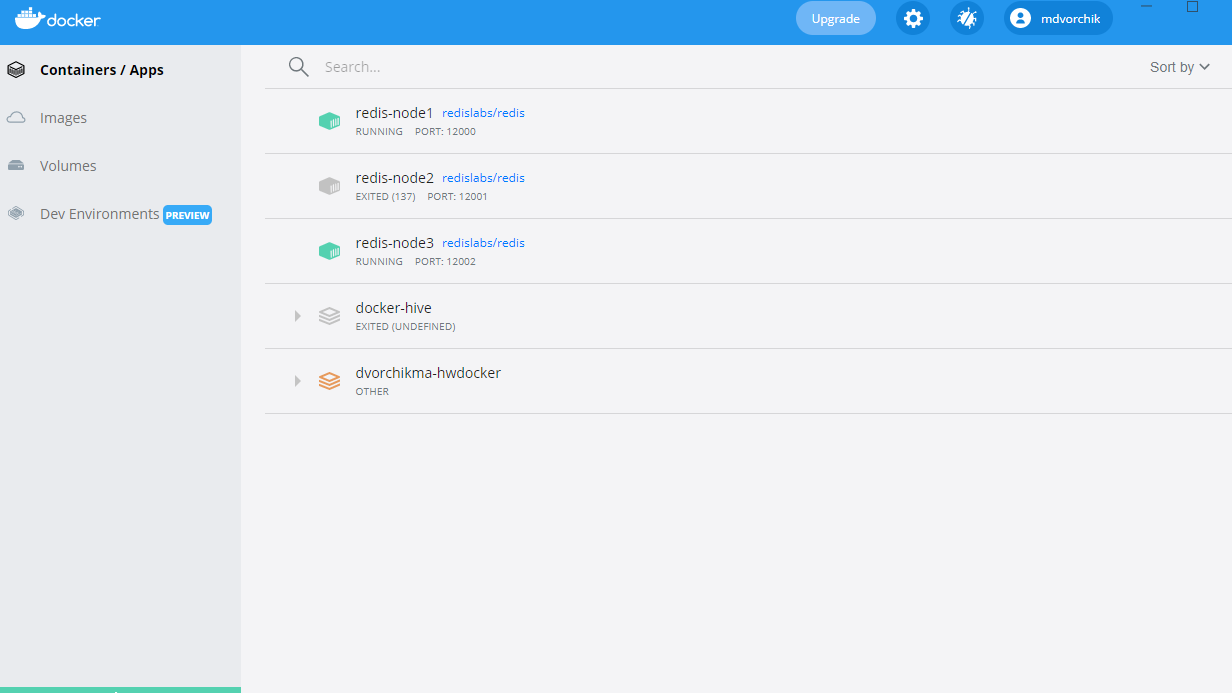 docker
Upgrade
mdvorchik
Containers / Apps
Images
Volumes
Dev Environments PREVIEW
Search...
Sort by
redis-node1 redislabs/redis
RUNNING PORT: 12000
redis-node2 redislabs/redis
EXITED (137) PORT: 12001
redis-node3 redislabs/redis
RUNNING PORT: 12002
docker-hive
EXITED (UNDEFINED)
dvorchikma-hwdocker
OTHER